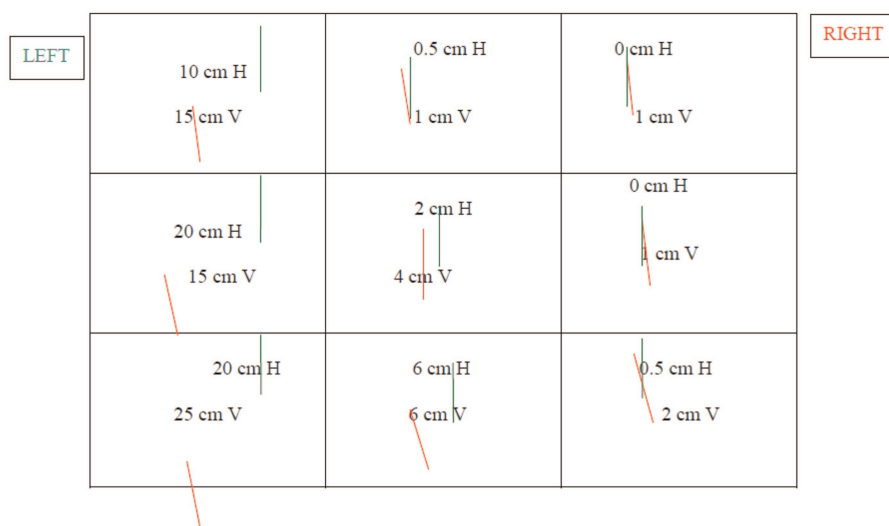 LEFT
RIGHT
10 cm H
15 cm V
0.5 cm H
1 cm V
0 cm H
1 cm V
20 cm H
15 cm V
2 cm H
4 cm V
0 cm H
1 cm V
20 cm H
25 cm V
6 cm H
6 cm V
0.5 cm H
2 cm V